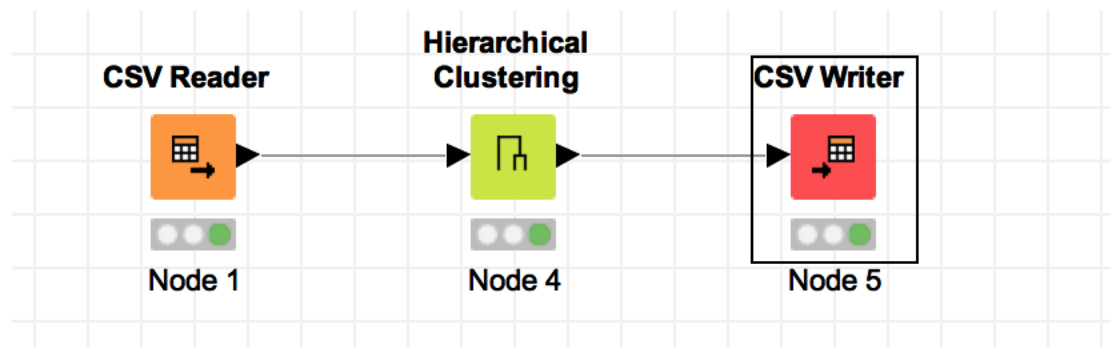 CSV Reader
Hierarchical
Clustering
CSV Writer
Node 1
Node 4
Node 5